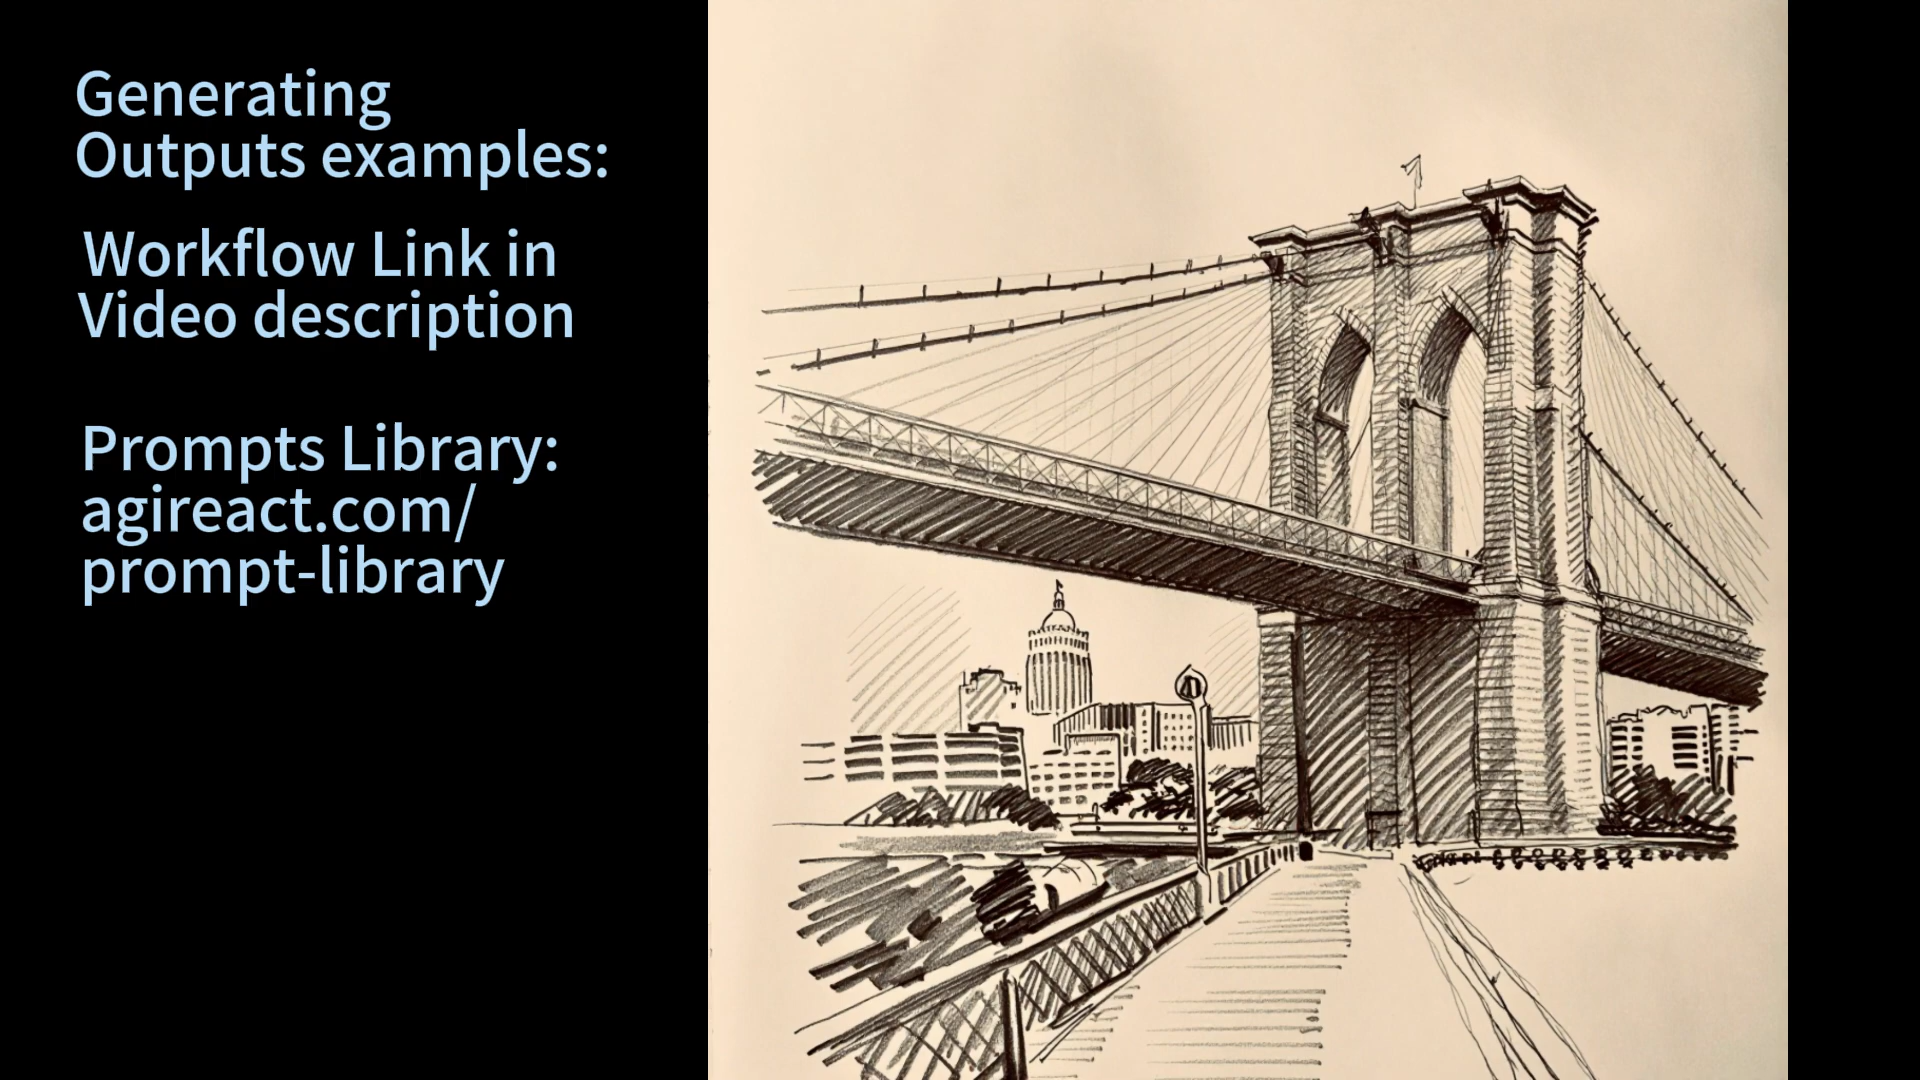 Generating
Outputs examples:
Workflow Link in
Video description
Prompts Library:
agireact.com/
prompt-library